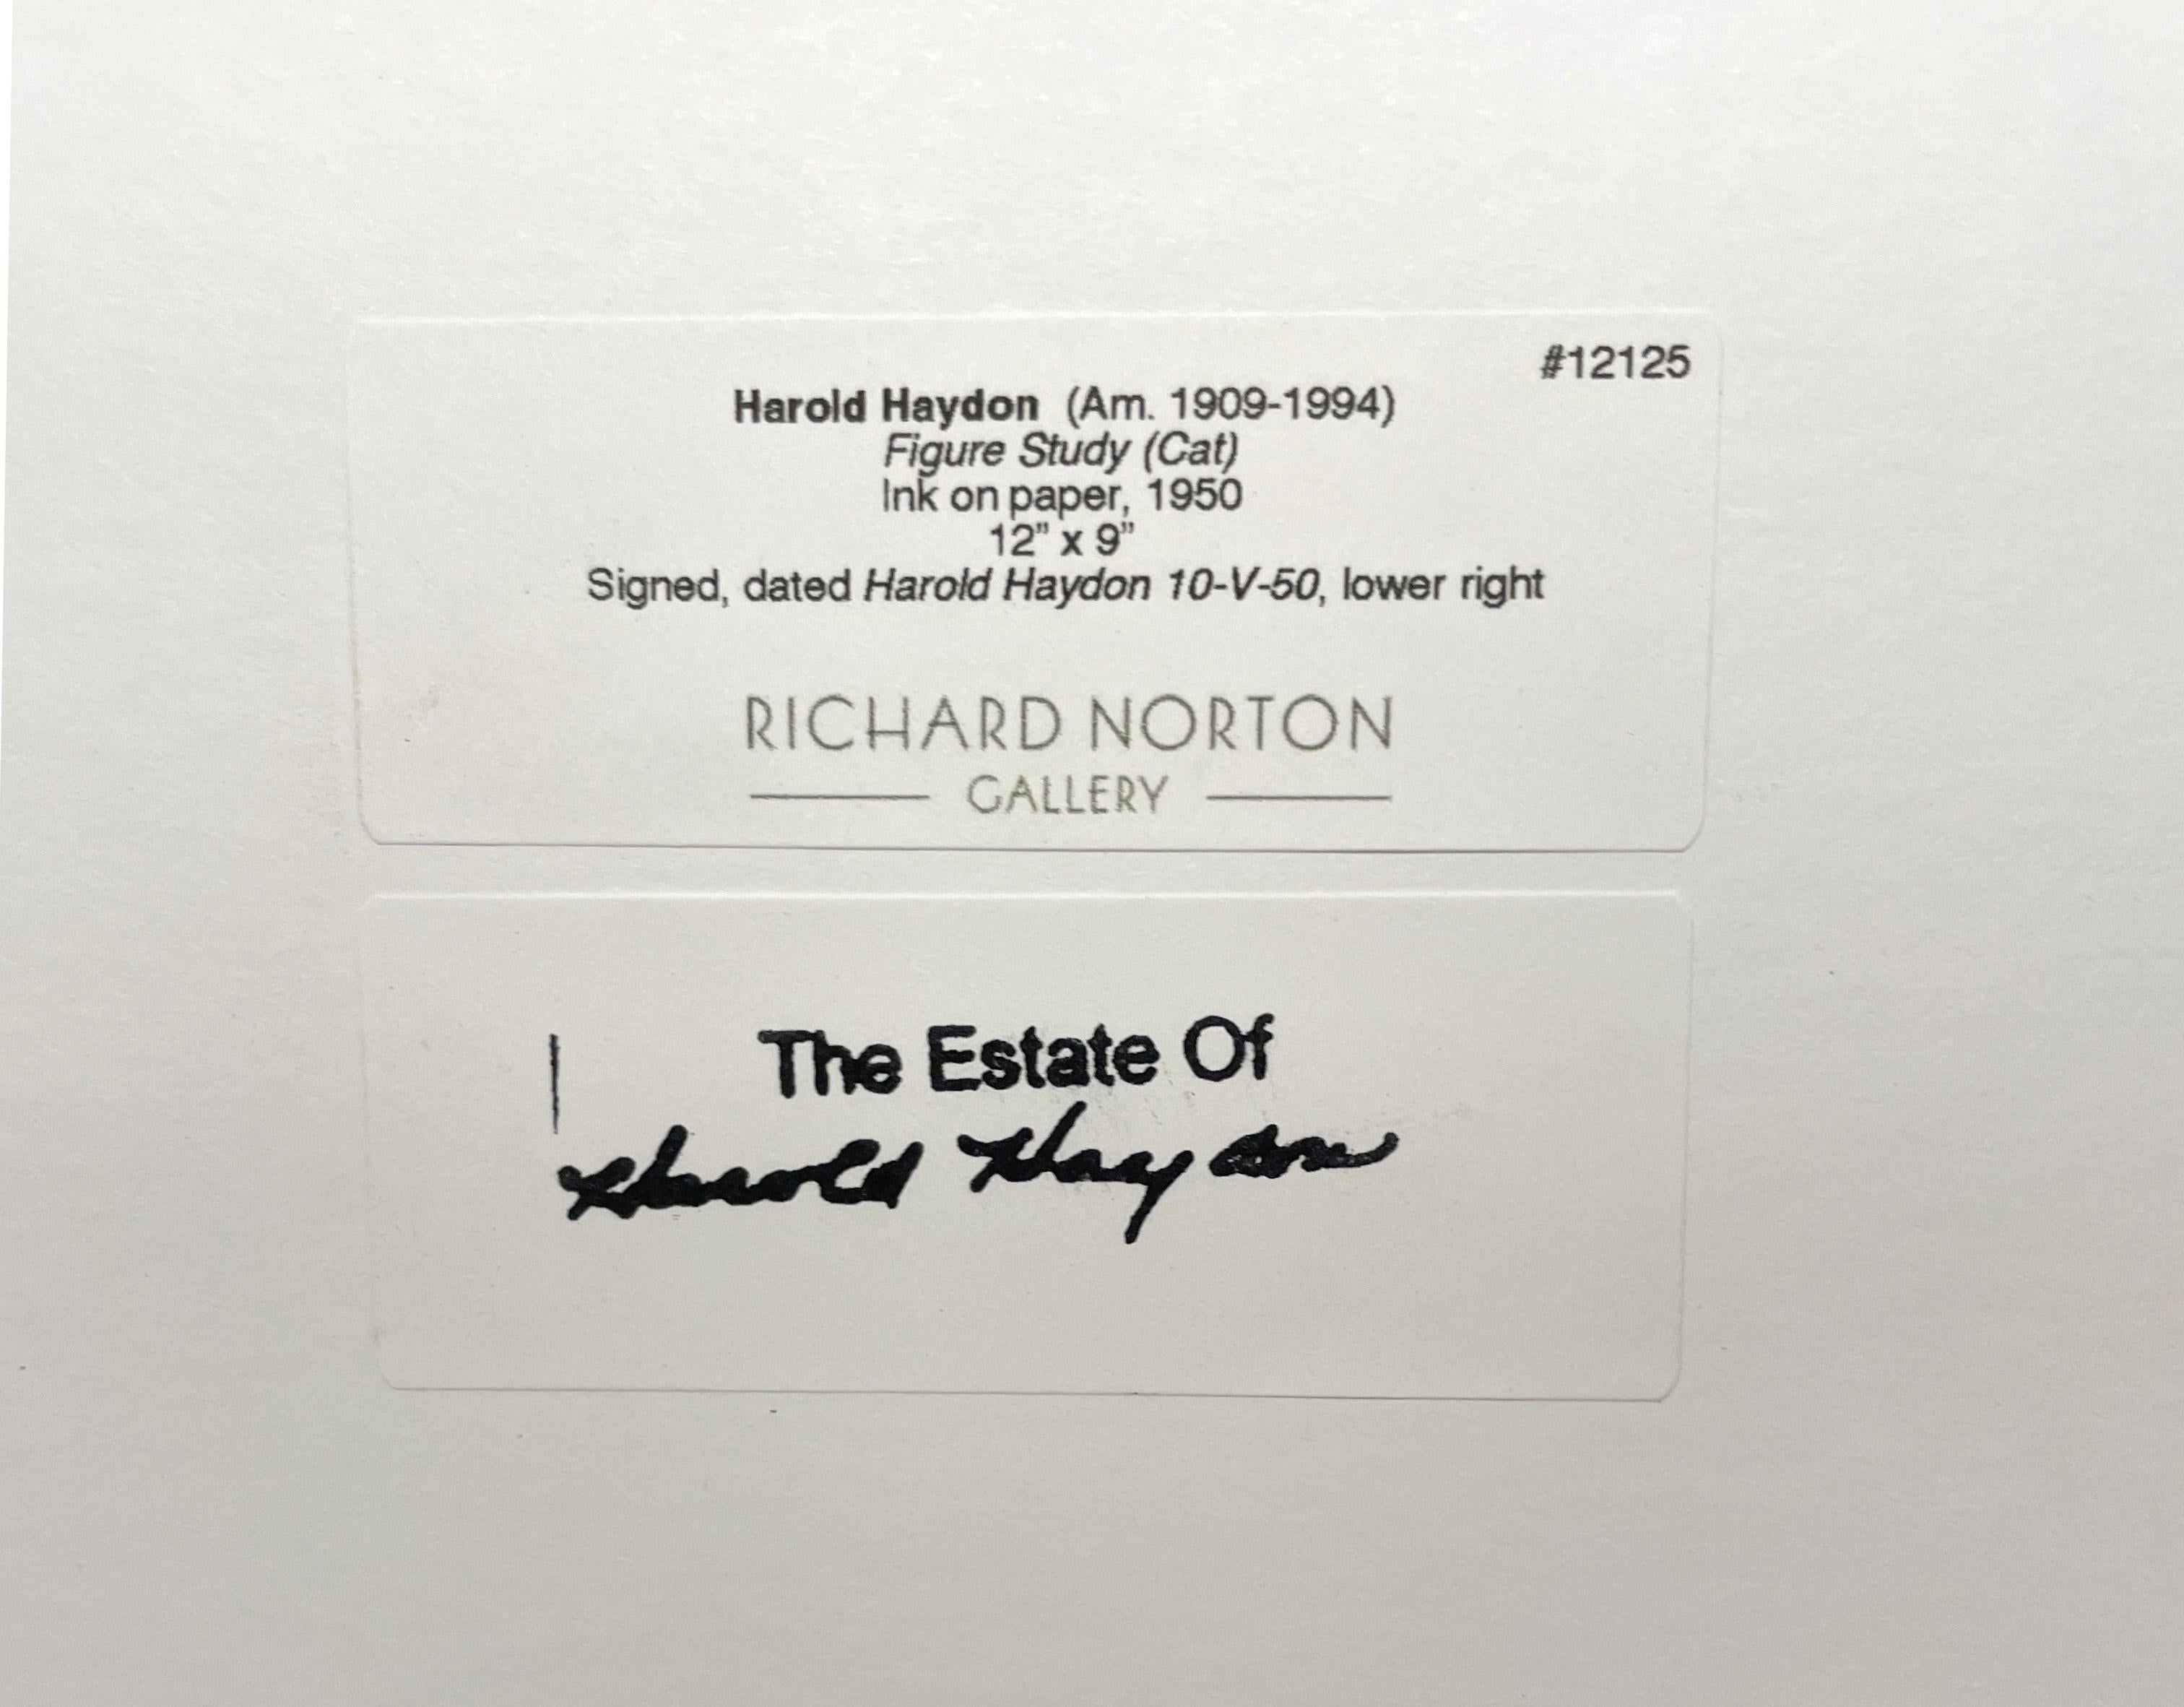 #12125
Harold Haydon (Am. 1909-1994)
Figure Study (Cat)
Ink on paper, 1950
12” x 9”
Signed, dated Harold Haydon 10-V-50, lower right
RICHARD NORTON
GALLERY
The Estate Of
Harold Haydon